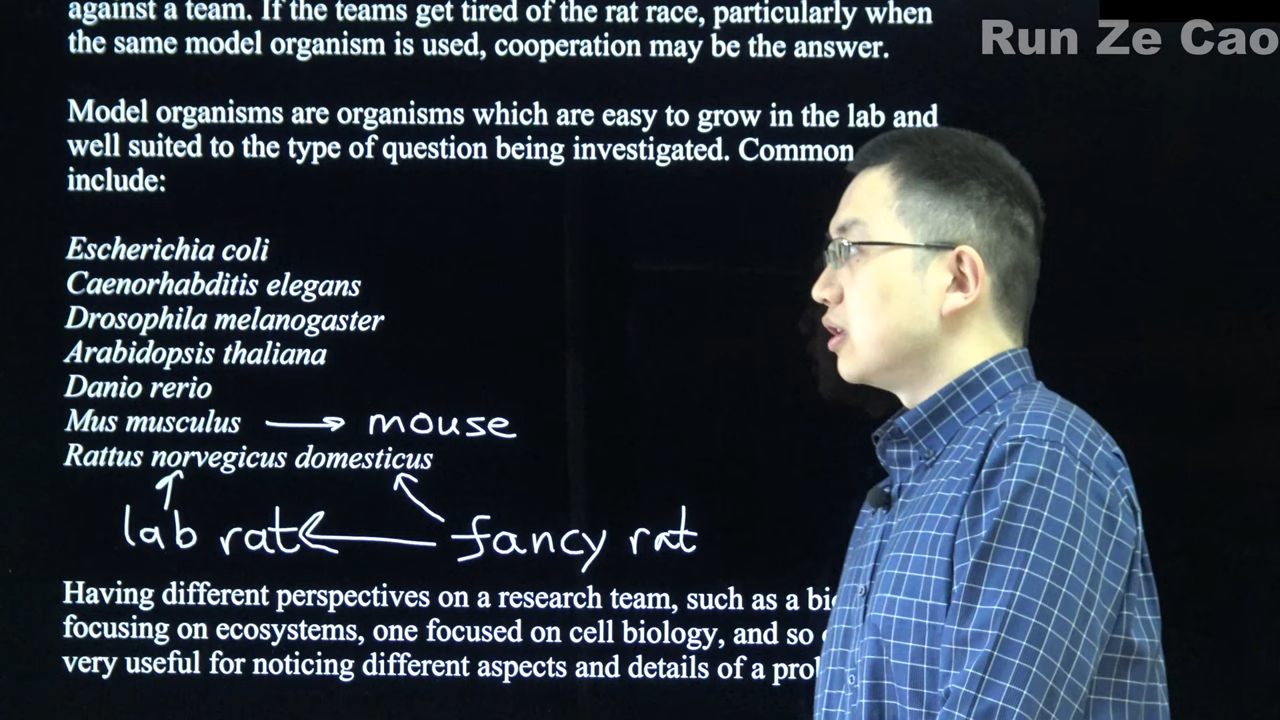 against a team. If the teams get tired of the rat race, particularly when
Run Ze Cao
the same model organism is used, cooperation may be the answer.
Model organisms are organisms which are easy to grow in the lab and
well suited to the type of question being investigated. Common
include:
Escherichia coli
Caenorhabditis elegans
Drosophila melanogaster
Arabidopsis thaliana
Danio rerio
Mus musculus → mouse
Rattus norvegicus domesticus
lab rat ← fancy rat
Having different perspectives on a research team, such as a
focusing on ecosystems, one focused on cell biology, and so
very useful for noticing different aspects and details of a